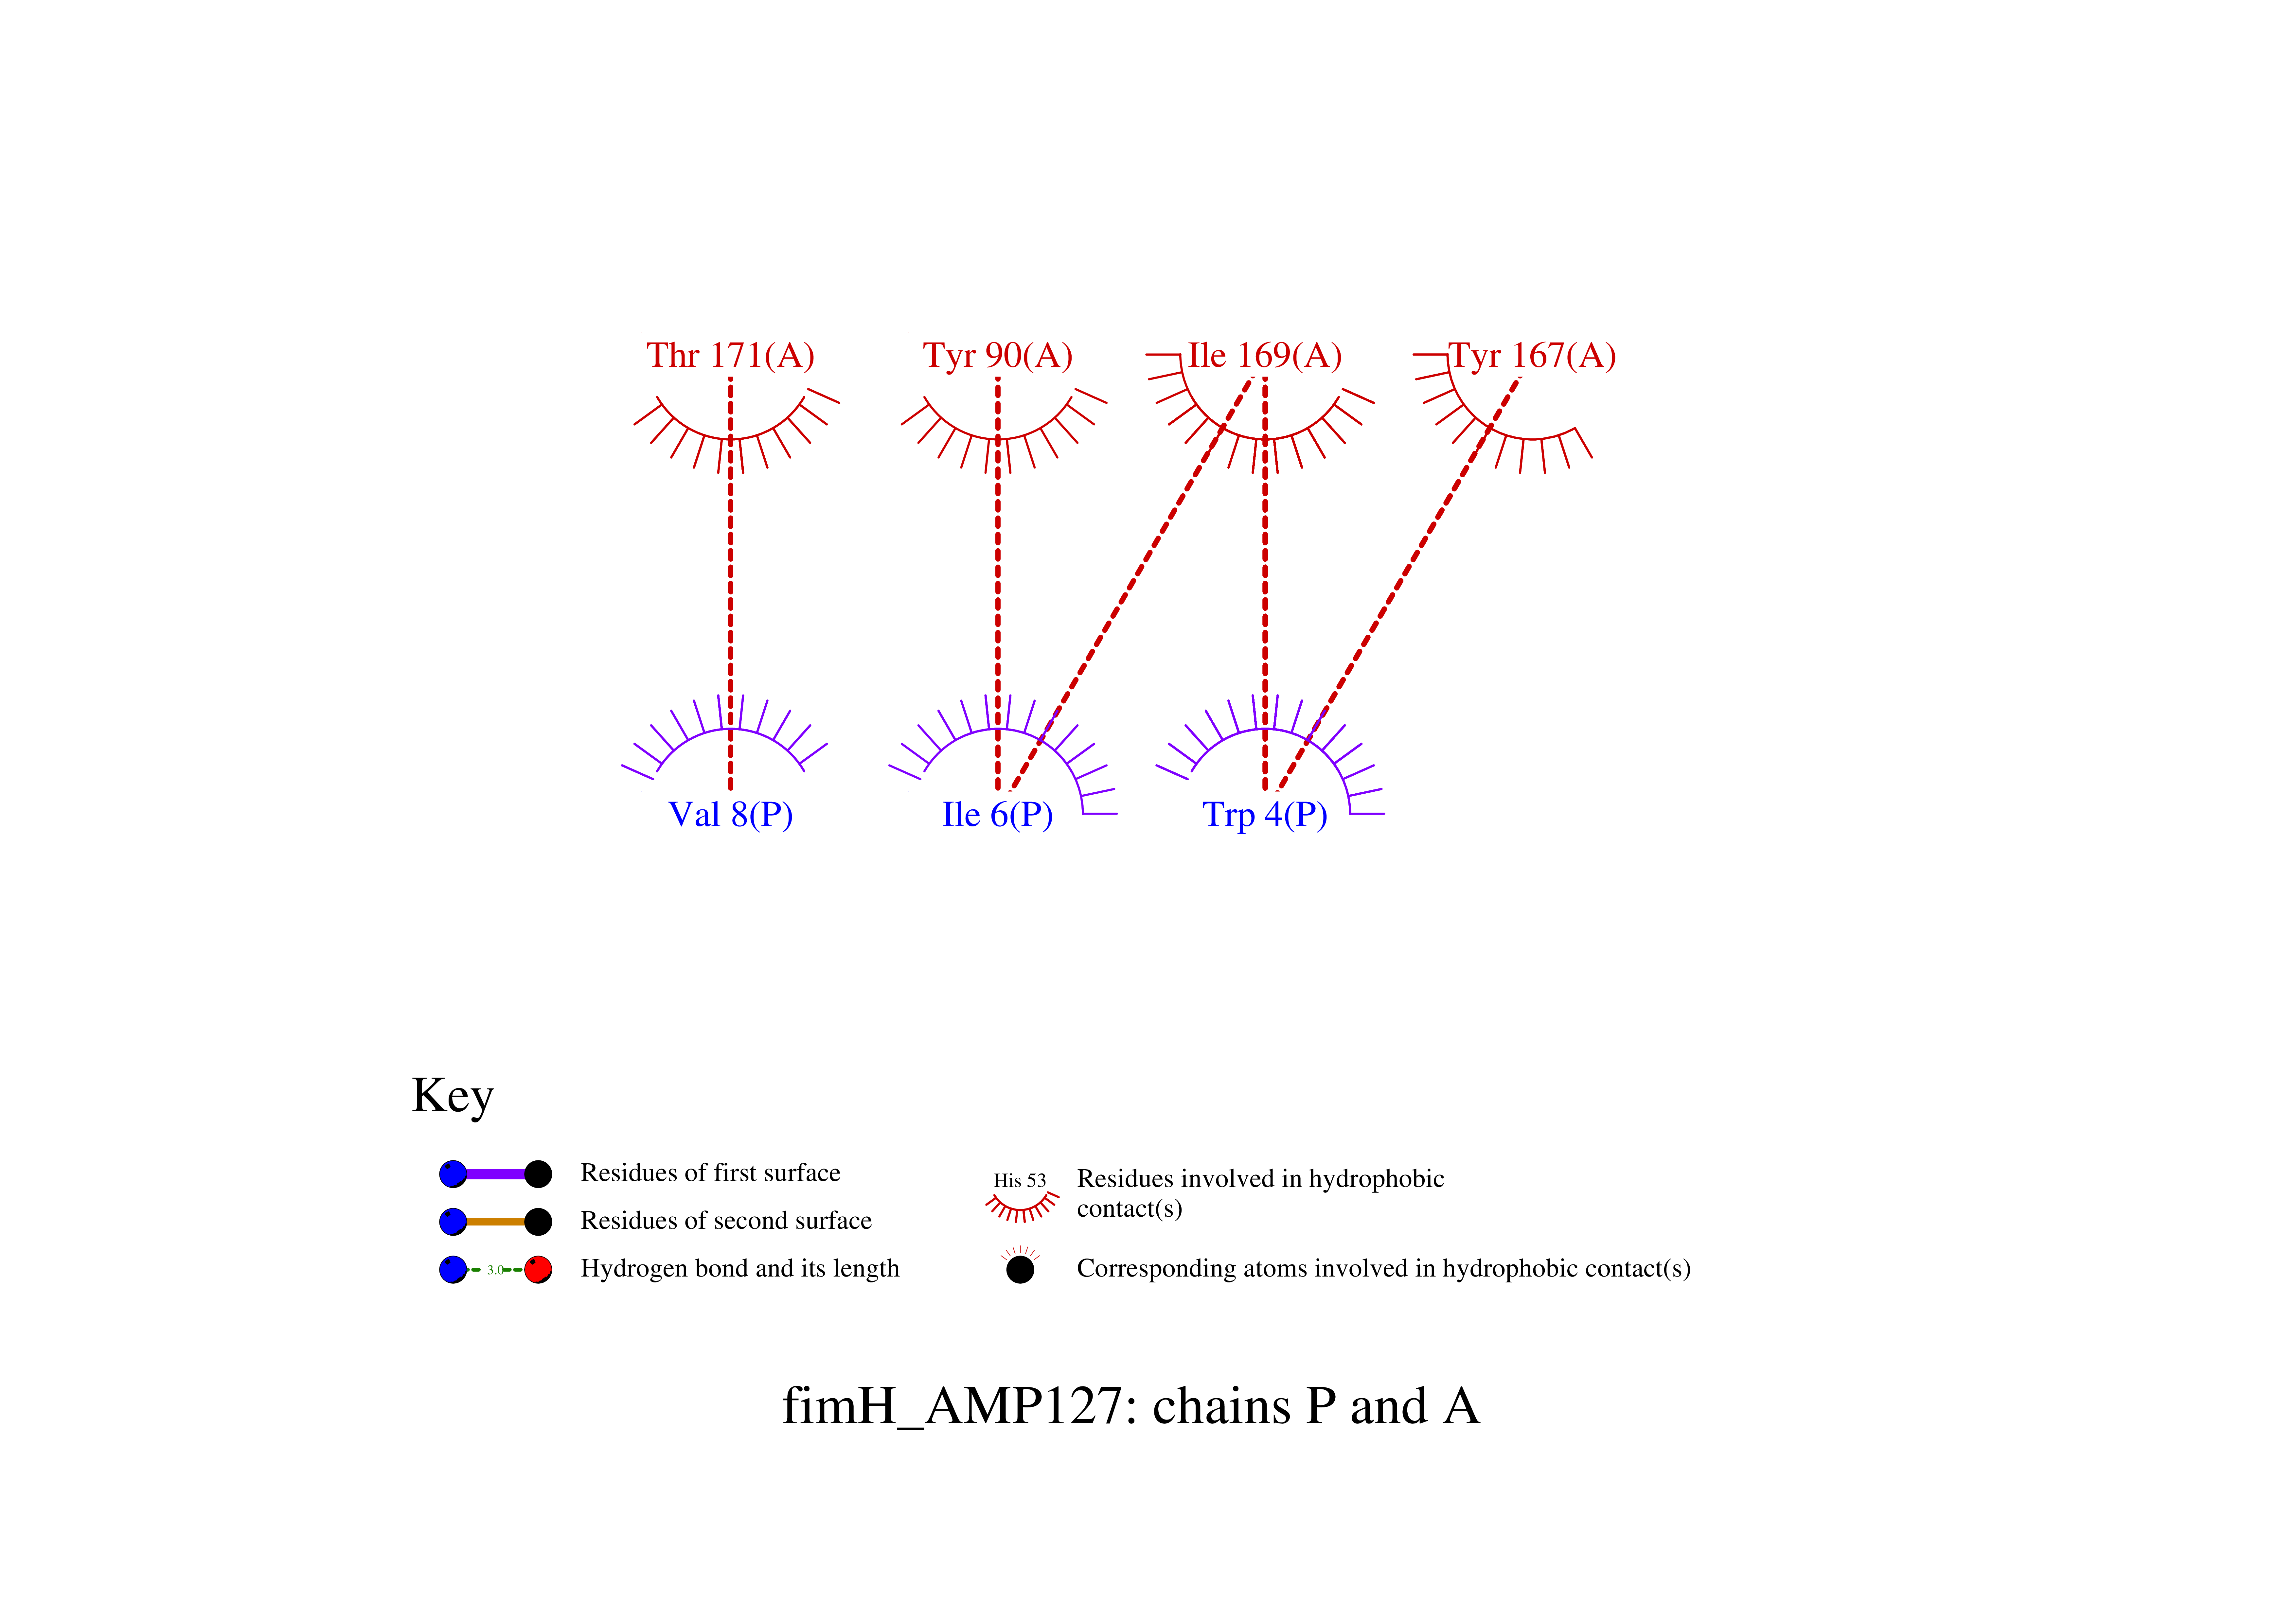 Thr 171(A) Tyr 90(A) Ile 169(A) Tyr 167(A)
Val 8(P) Ile 6(P) Trp 4(P)
Key
Residues of first surface
Residues of second surface
3.0 Hydrogen bond and its length
His 53 Residues involved in hydrophobic
contact(s)
Corresponding atoms involved in hydrophobic contact(s)
fimH_AMP127: chains P and A